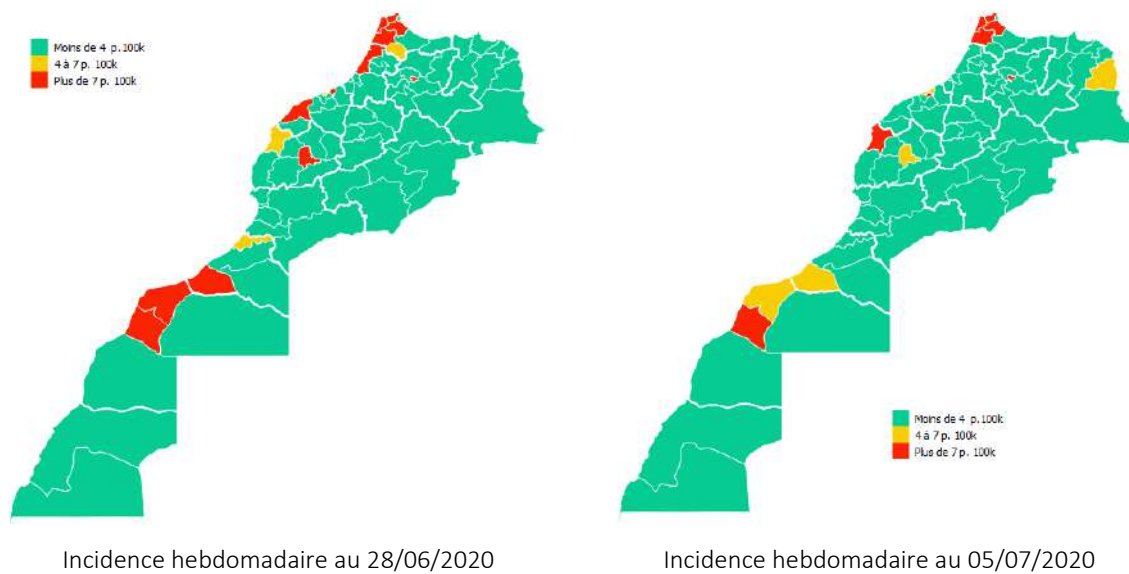 Moins de 4 p. 100k
4 à 7 p. 100k
Plus de 7 p. 100k
Moins de 4 p. 100k
4 à 7 p. 100k
Plus de 7 p. 100k
Incidence hebdomadaire au 28/06/2020
Incidence hebdomadaire au 05/07/2020